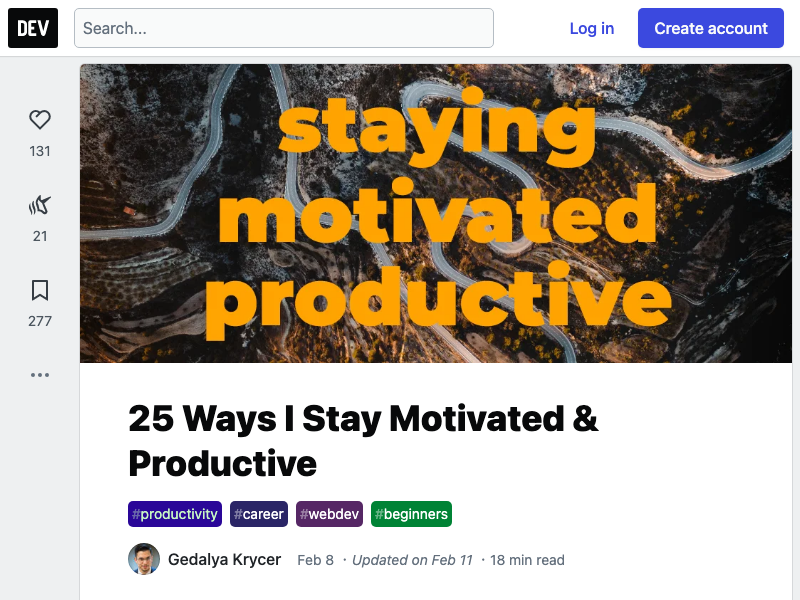 DEV
Search...
Log in
Create account
131
21
277
staying
motivated
productive
25 Ways I Stay Motivated &
Productive
#productivity #career #webdev #beginners
Gedalya Krycer Feb 8 · Updated on Feb 11 · 18 min read